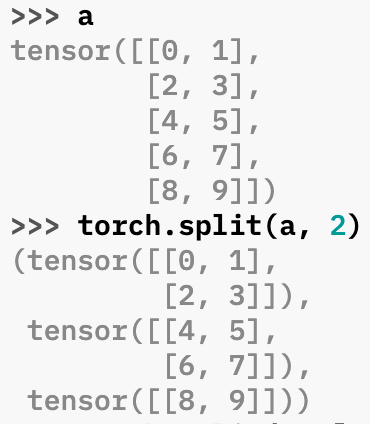 >>> a
tensor([[0, 1],
        [2, 3],
        [4, 5],
        [6, 7],
        [8, 9]])
>>> torch.split(a, 2)
(tensor([[0, 1],
         [2, 3]]),
 tensor([[4, 5],
         [6, 7]]),
 tensor([[8, 9]]))